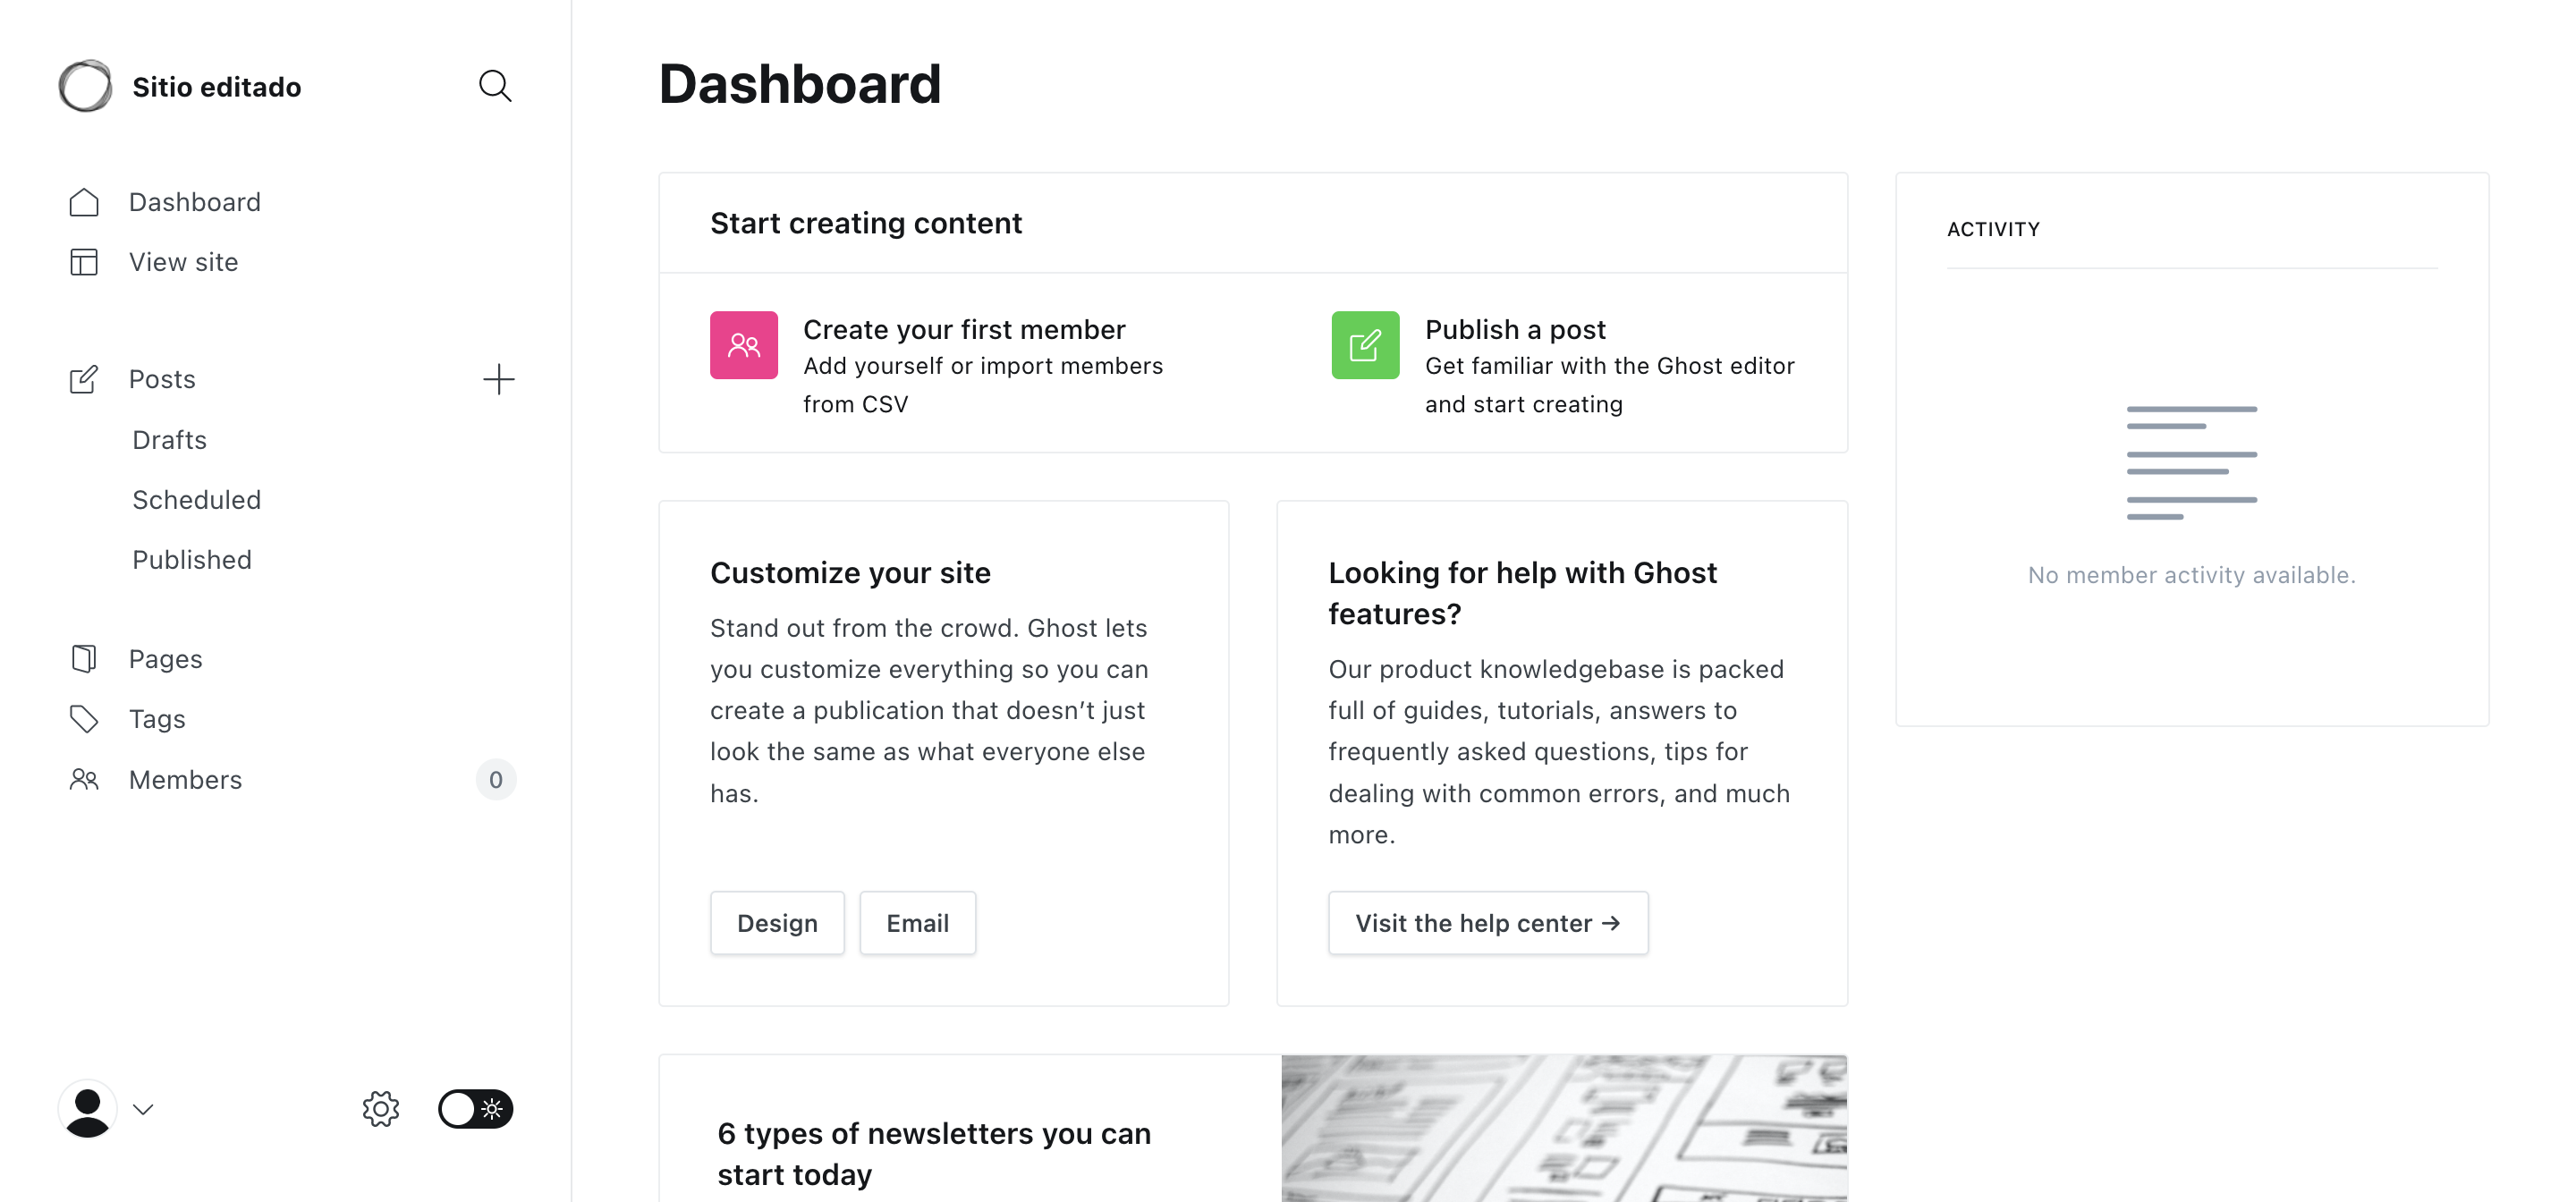 Sitio editado
Dashboard
View site
Posts
Drafts
Scheduled
Published
Pages
Tags
Members
0
Dashboard
Start creating content
Create your first member
Add yourself or import members
from CSV
Publish a post
Get familiar with the Ghost editor
and start creating
Customize your site
Stand out from the crowd. Ghost lets
you customize everything so you can
create a publication that doesn’t just
look the same as what everyone else
has.
Design
Email
Looking for help with Ghost
features?
Our product knowledgebase is packed
full of guides, tutorials, answers to
frequently asked questions, tips for
dealing with common errors, and much
more.
Visit the help center →
6 types of newsletters you can
start today
ACTIVITY
No member activity available.